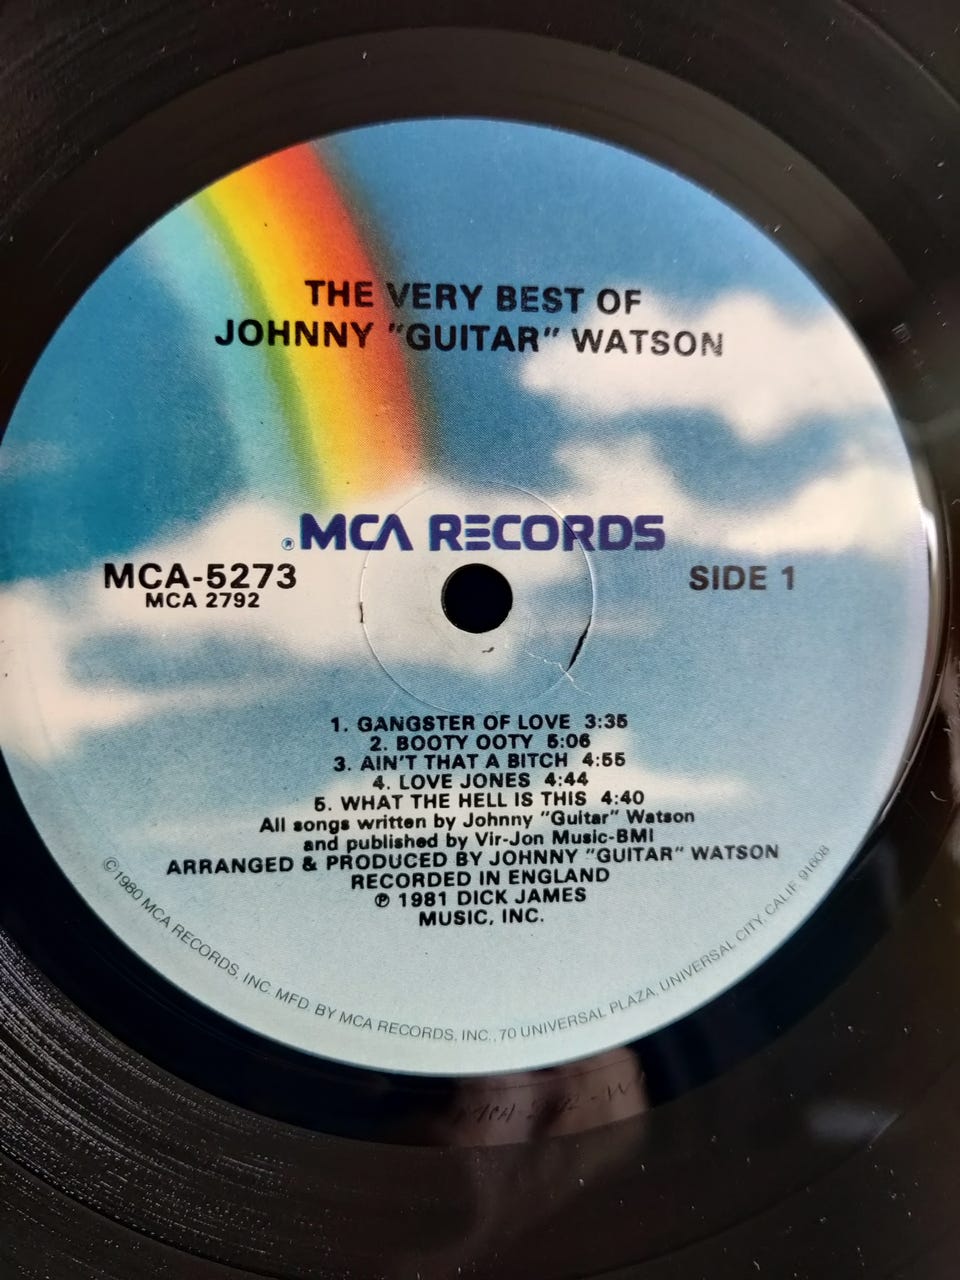 THE VERY BEST OF
JOHNNY "GUITAR" WATSON
® MCA RECORDS
MCA-5273
MCA 2792
SIDE 1
1. GANGSTER OF LOVE 3:35
2. BOOTY OOTY 5:06
3. AIN'T THAT A BITCH 4:55
4. LOVE JONES 4:44
5. WHAT THE HELL IS THIS 4:40
All songs written by Johnny "Guitar" Watson
and published by Vir-Jon Music-BMI
ARRANGED & PRODUCED BY JOHNNY "GUITAR" WATSON
RECORDED IN ENGLAND
℗ 1981 DICK JAMES
MUSIC, INC.
©1980 MCA RECORDS, INC. MFD. BY MCA RECORDS, INC., 70 UNIVERSAL PLAZA, UNIVERSAL CITY, CALIF. 91608